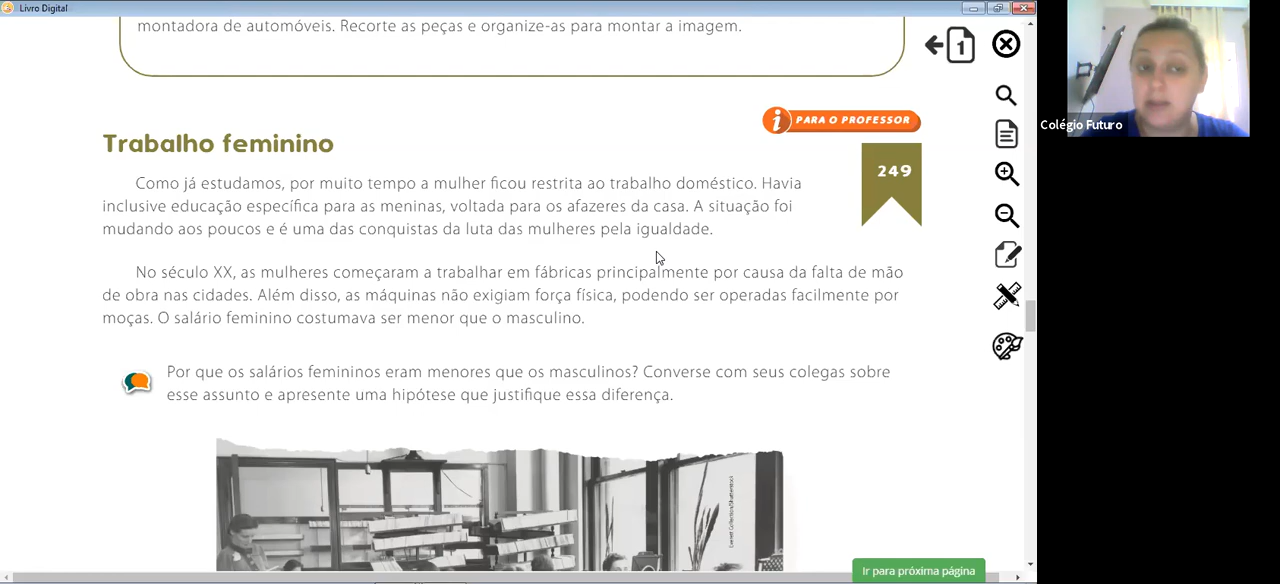 Livro Digital
montadora de automóveis. Recorte as peças e organize-as para montar a imagem.
1
PARA O PROFESSOR
Colégio Futuro
Trabalho feminino
249
Como já estudamos, por muito tempo a mulher ficou restrita ao trabalho doméstico. Havia
inclusive educação específica para as meninas, voltada para os afazeres da casa. A situação foi
mudando aos poucos e é uma das conquistas da luta das mulheres pela igualdade.
No século XX, as mulheres começaram a trabalhar em fábricas principalmente por causa da falta de mão
de obra nas cidades. Além disso, as máquinas não exigiam força física, podendo ser operadas facilmente por
moças. O salário feminino costumava ser menor que o masculino.
Por que os salários femininos eram menores que os masculinos? Converse com seus colegas sobre
esse assunto e apresente uma hipótese que justifique essa diferença.
Everett Collection/Shutterstock
Ir para próxima página